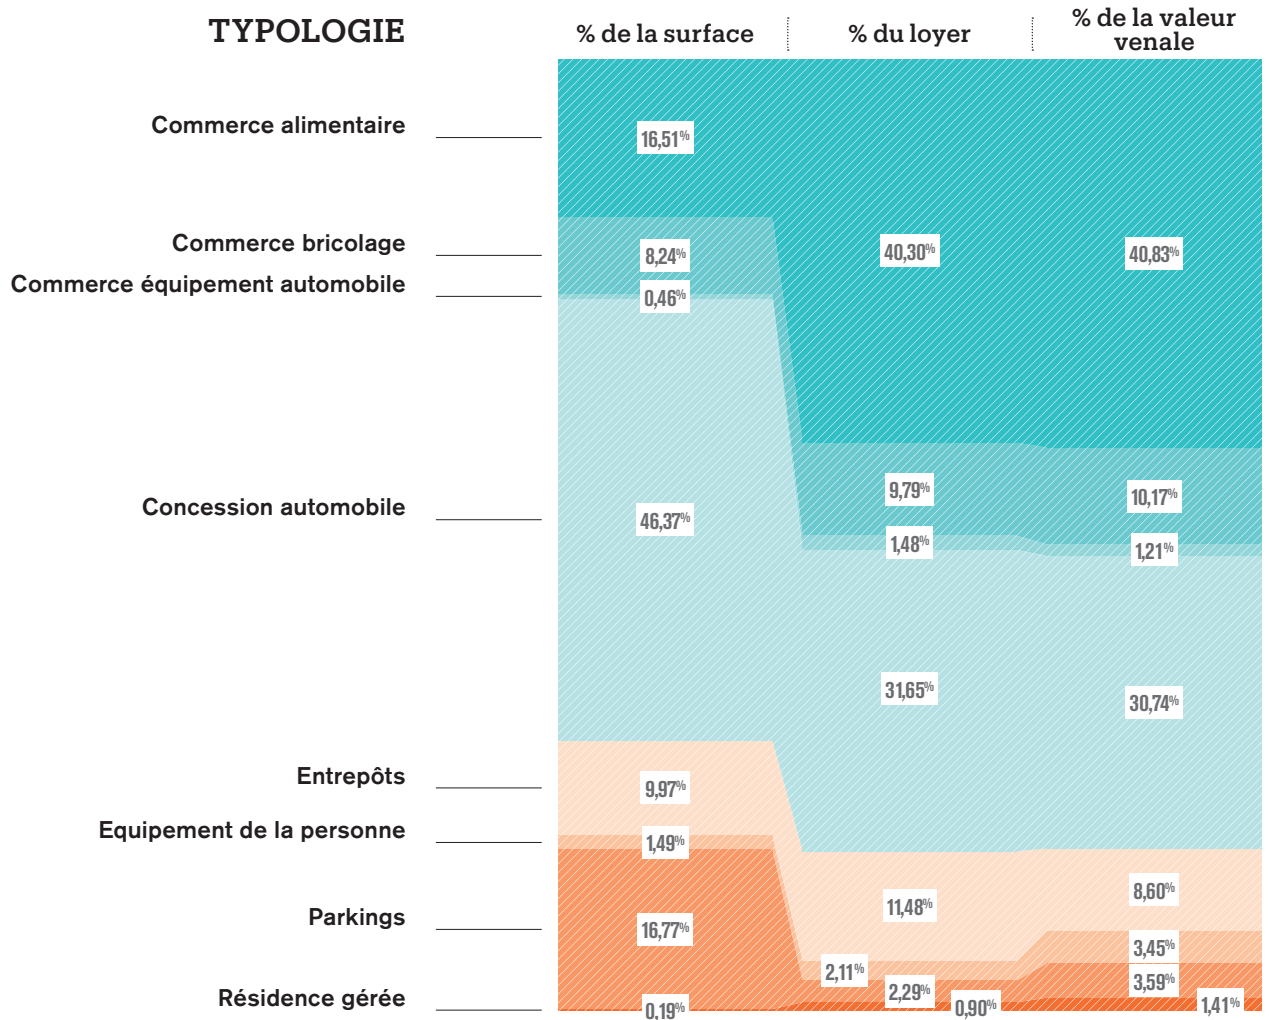 TYPOLOGIE
% de la surface
% du loyer
% de la valeur
venale
Commerce alimentaire
16,51%
Commerce bricolage
8,24%
40,30%
40,83%
Commerce équipement automobile
0,46%
Concession automobile
46,37%
9,79%
10,17%
1,48%
1,21%
31,65%
30,74%
Entrepôts
9,97%
Equipement de la personne
1,49%
Parkings
16,77%
11,48%
8,60%
2,11%
3,45%
2,29%
3,59%
Résidence gérée
0,19%
0,90%
1,41%